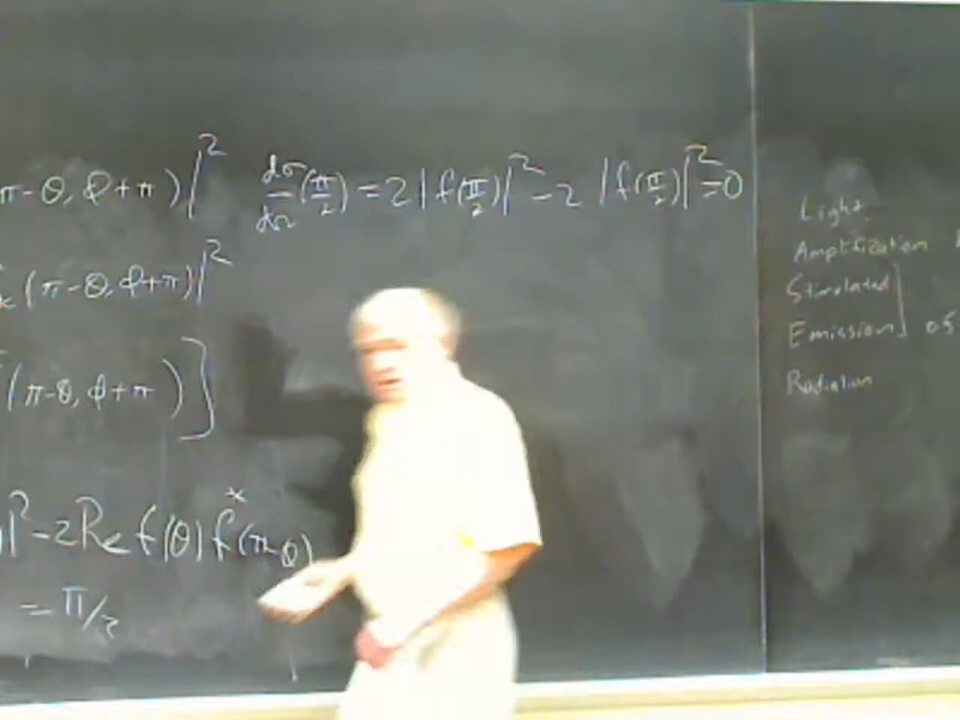 π-θ, ϕ+π)|²
dσ/dΩ (π/2) = 2|f(π/2)|² - 2|f(π/2)|² = 0
(π-θ, ϕ+π)|²
(π-θ, ϕ+π)}
|² - 2Re f(θ) f*(π-θ)
= π/2
Light
Amplifization
Stimulated
Emission
Radiation